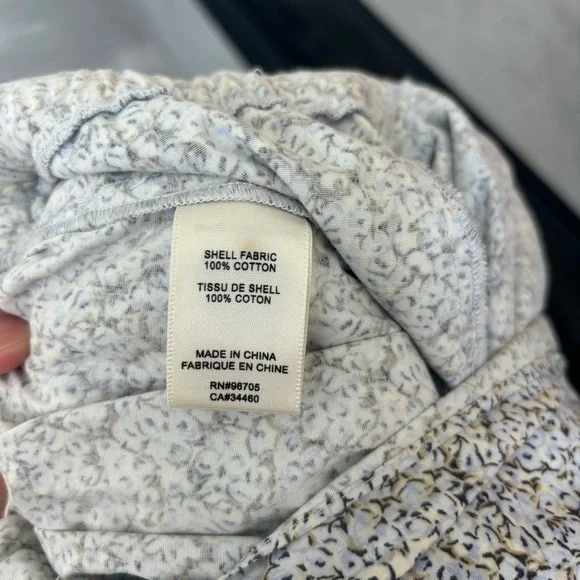 SHELL FABRIC
100% COTTON
TISSU DE SHELL
100% COTON
MADE IN CHINA
FABRIQUE EN CHINE
RN#96705
CA#34460